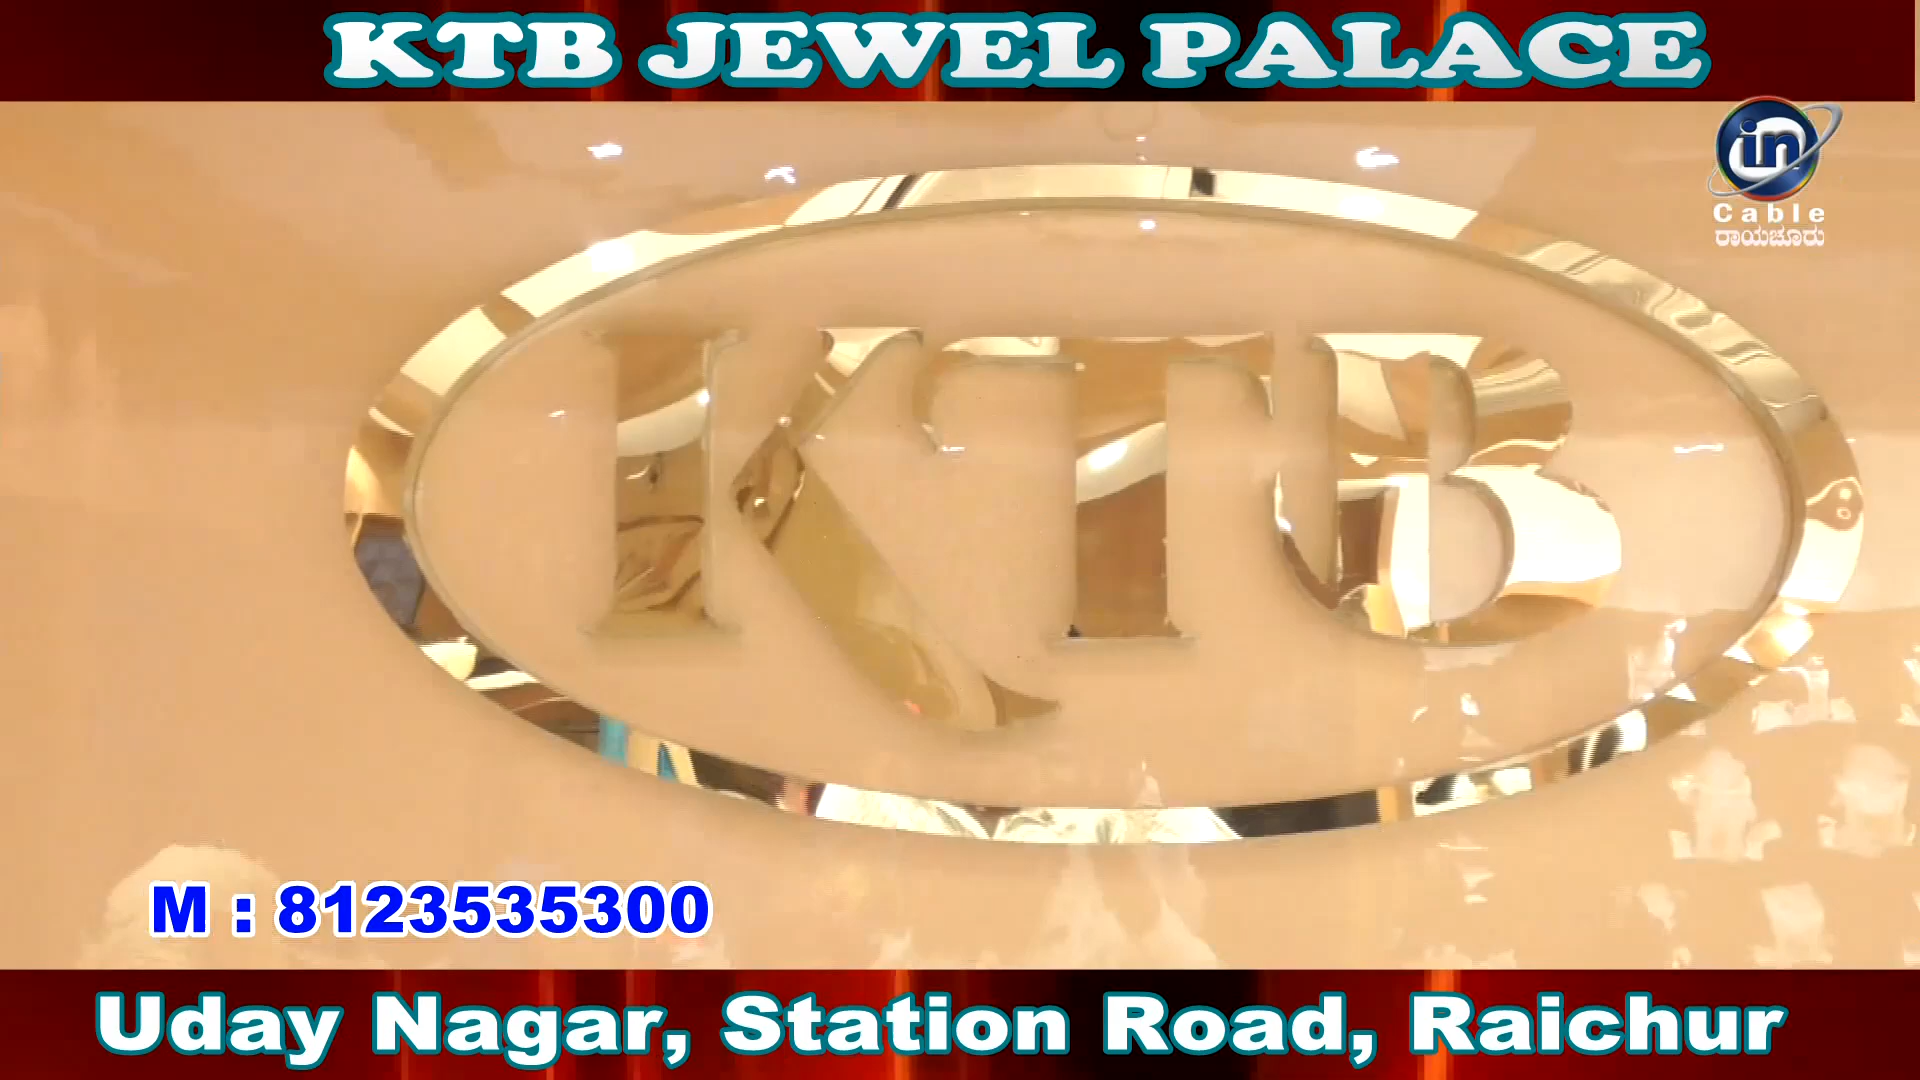 KTB JEWEL PALACE
in
Cable
ರಾಯಚೂರು
KTB
M : 8123535300
Uday Nagar, Station Road, Raichur